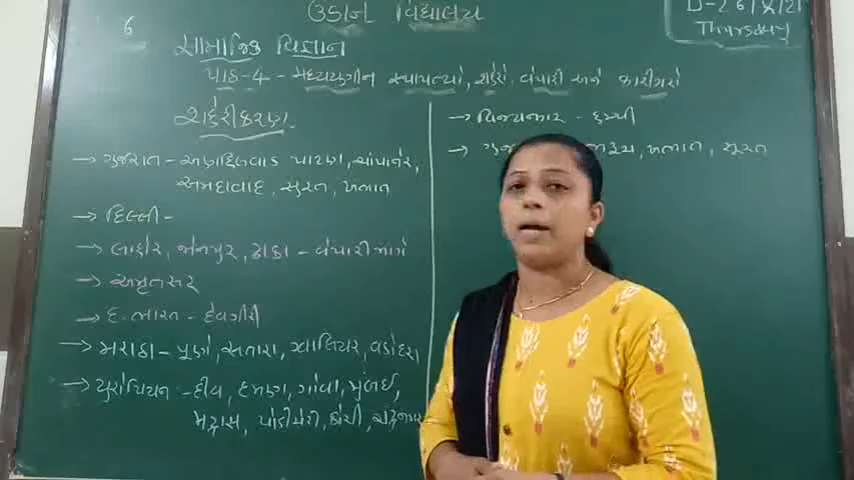 ઉડાન વિદ્યાલય
6
D-26/8/21
Thursday
સામાજિક વિજ્ઞાન
પાઠ-4 - મધ્યયુગીન સ્થાપત્યો, શહેરો, વેપારી અને કારીગરો
શહેરીકરણ
→ ગુજરાત - અણહિલવાડ પાટણ, ચાંપાનેર,
અમદાવાદ, સુરત, ખંભાત
→ દિલ્લી -
→ લાહોર, જોનપુર, ઢાકા - વેપારી માર્ગ
→ અમૃતસર
→ દ. ભારત - દેવગીરી
→ મરાઠા - પૂણે, સતારા, ગ્વાલિયર, વડોદરા
→ યુરોપિયન - દીવ, દમણ, ગોવા, મુંબઈ,
મદ્રાસ, પોંડીચેરી, કોચી, ચંદ્રનગર
→ વિજયનગર - હમ્પી
→ ખંભાત, સૂરત